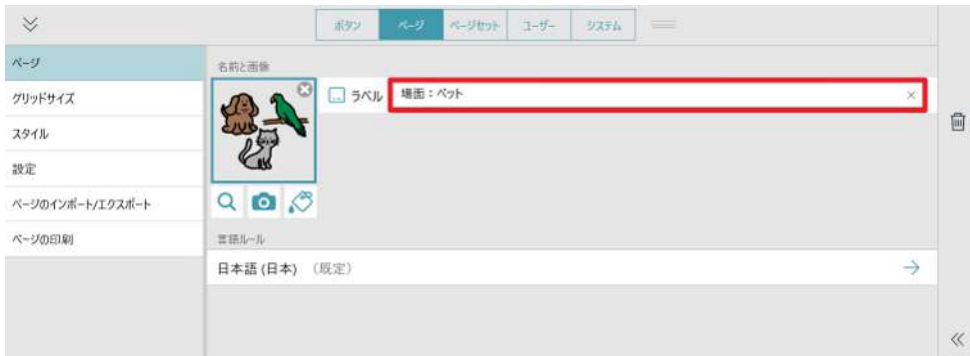 ボタン ページ ページセット ユーザー システム
ページ
グリッドサイズ
スタイル
設定
ページのインポート/エクスポート
ページの印刷
名前と画像
ラベル 場面：ペット
言語ルール
日本語 (日本) （既定）